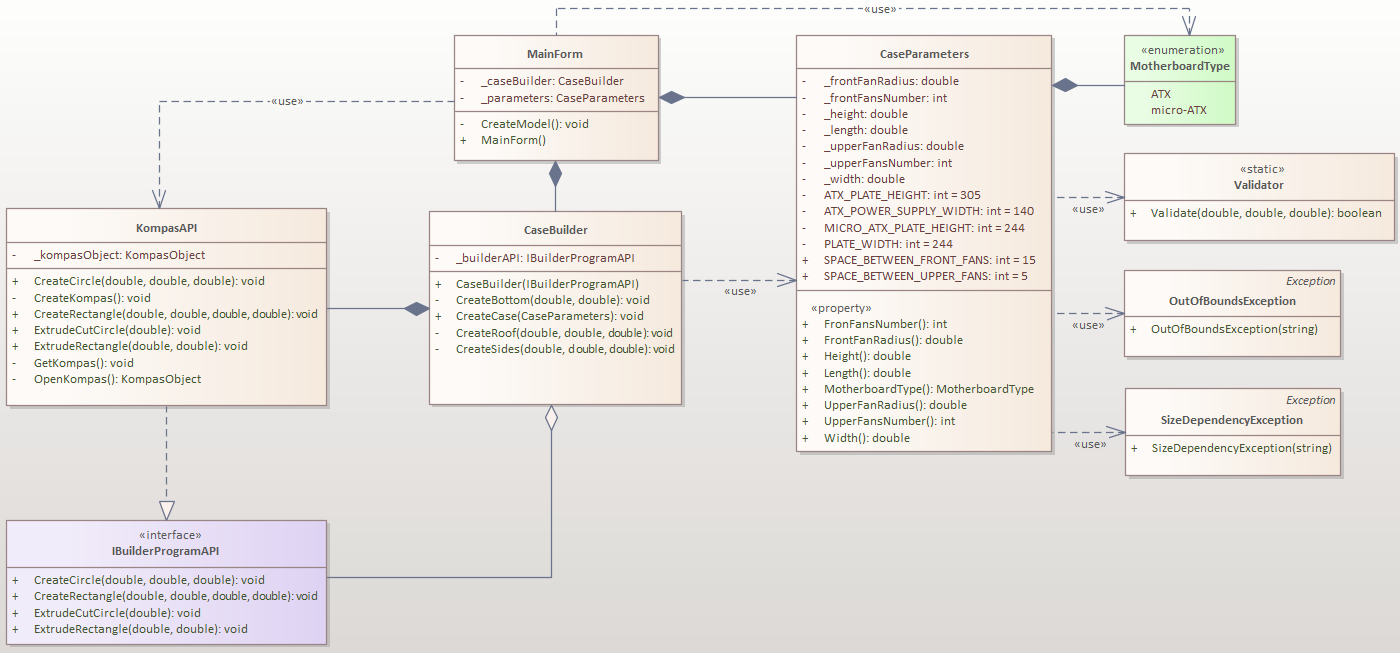 «use»
MainForm
- _caseBuilder: CaseBuilder
- _parameters: CaseParameters
- CreateModel(): void
+ MainForm()
«use»
KompasAPI
- _kompasObject: KompasObject
+ CreateCircle(double, double, double): void
- CreateKompas(): void
+ CreateRectangle(double, double, double, double): void
+ ExtrudeCutCircle(double): void
+ ExtrudeRectangle(double, double): void
- GetKompas(): void
- OpenKompas(): KompasObject
CaseBuilder
- _builderAPI: IBuilderProgramAPI
+ CaseBuilder(IBuilderProgramAPI)
- CreateBottom(double, double): void
+ CreateCase(CaseParameters): void
- CreateRoof(double, double, double): void
- CreateSides(double, double, double): void
«use»
«interface»
IBuilderProgramAPI
+ CreateCircle(double, double, double): void
+ CreateRectangle(double, double, double, double): void
+ ExtrudeCutCircle(double): void
+ ExtrudeRectangle(double, double): void
CaseParameters
- _frontFanRadius: double
- _frontFansNumber: int
- _height: double
- _length: double
- _upperFanRadius: double
- _upperFansNumber: int
- _width: double
- ATX_PLATE_HEIGHT: int = 305
- ATX_POWER_SUPPLY_WIDTH: int = 140
- MICRO_ATX_PLATE_HEIGHT: int = 244
- PLATE_WIDTH: int = 244
+ SPACE_BETWEEN_FRONT_FANS: int = 15
+ SPACE_BETWEEN_UPPER_FANS: int = 5
«property»
+ FronFansNumber(): int
+ FrontFanRadius(): double
+ Height(): double
+ Length(): double
+ MotherboardType(): MotherboardType
+ UpperFanRadius(): double
+ UpperFansNumber(): int
+ Width(): double
«enumeration»
MotherboardType
ATX
micro-ATX
«use»
«static»
Validator
+ Validate(double, double, double): boolean
«use»
Exception
OutOfBoundsException
+ OutOfBoundsException(string)
«use»
Exception
SizeDependencyException
+ SizeDependencyException(string)